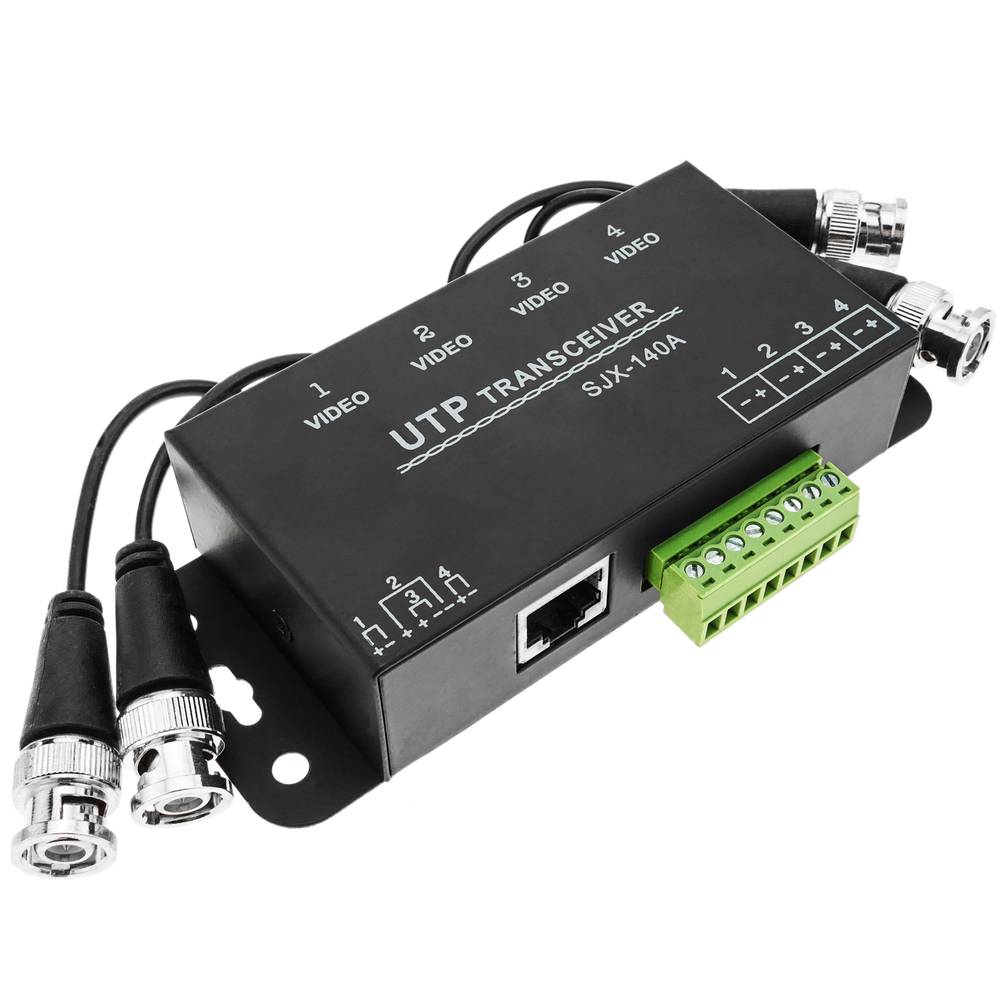 1 VIDEO
2 VIDEO
3 VIDEO
4 VIDEO
UTP TRANSCEIVER
SJX-140A
1 2 3 4
- + - + - + - +
1 2 3 4
- + + - - + - +